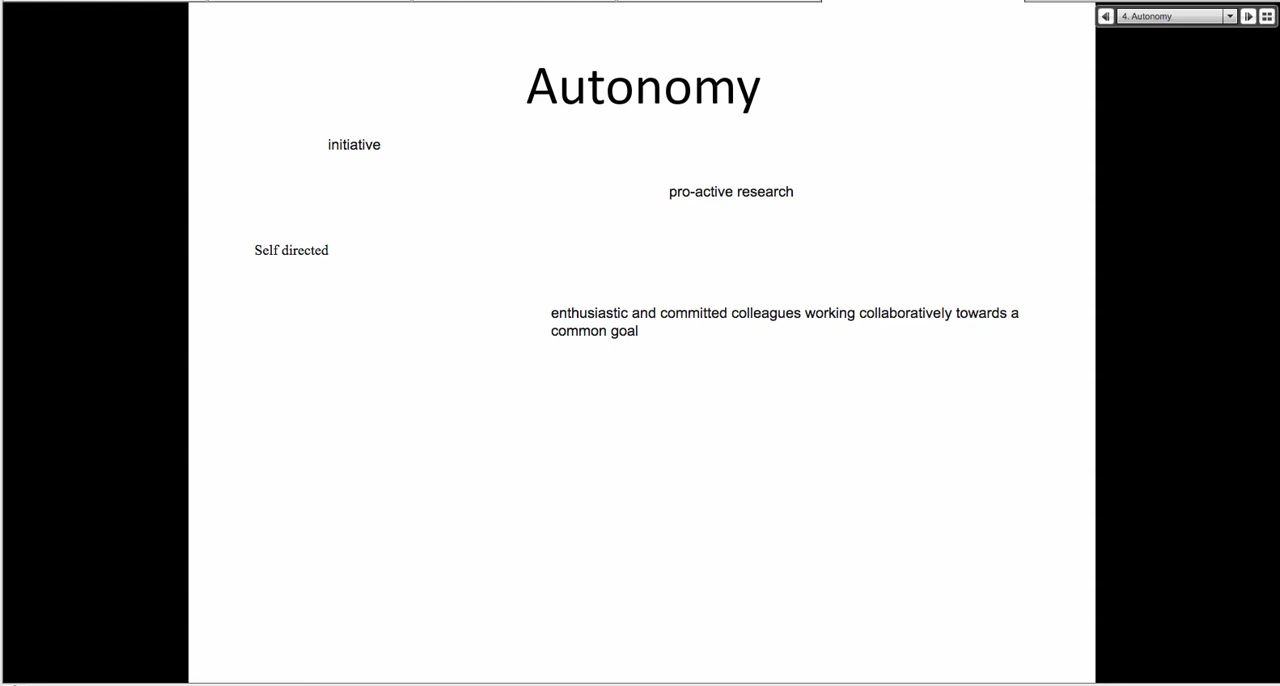 4. Autonomy
Autonomy
initiative
pro-active research
Self directed
enthusiastic and committed colleagues working collaboratively towards a
common goal